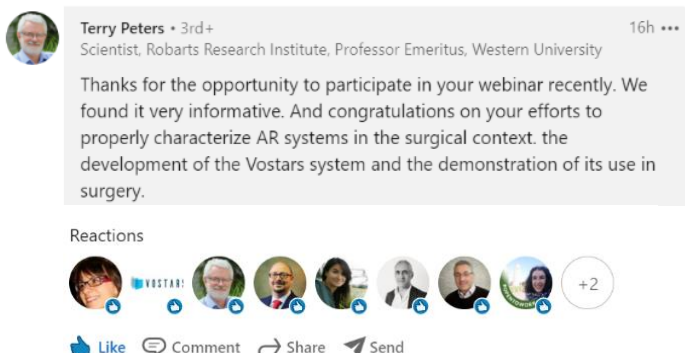 Terry Peters • 3rd+
16h •••
Scientist, Robarts Research Institute, Professor Emeritus, Western University
Thanks for the opportunity to participate in your webinar recently. We
found it very informative. And congratulations on your efforts to
properly characterize AR systems in the surgical context. the
development of the Vostars system and the demonstration of its use in
surgery.
Reactions
VOSTARS
+2
Like Comment Share Send